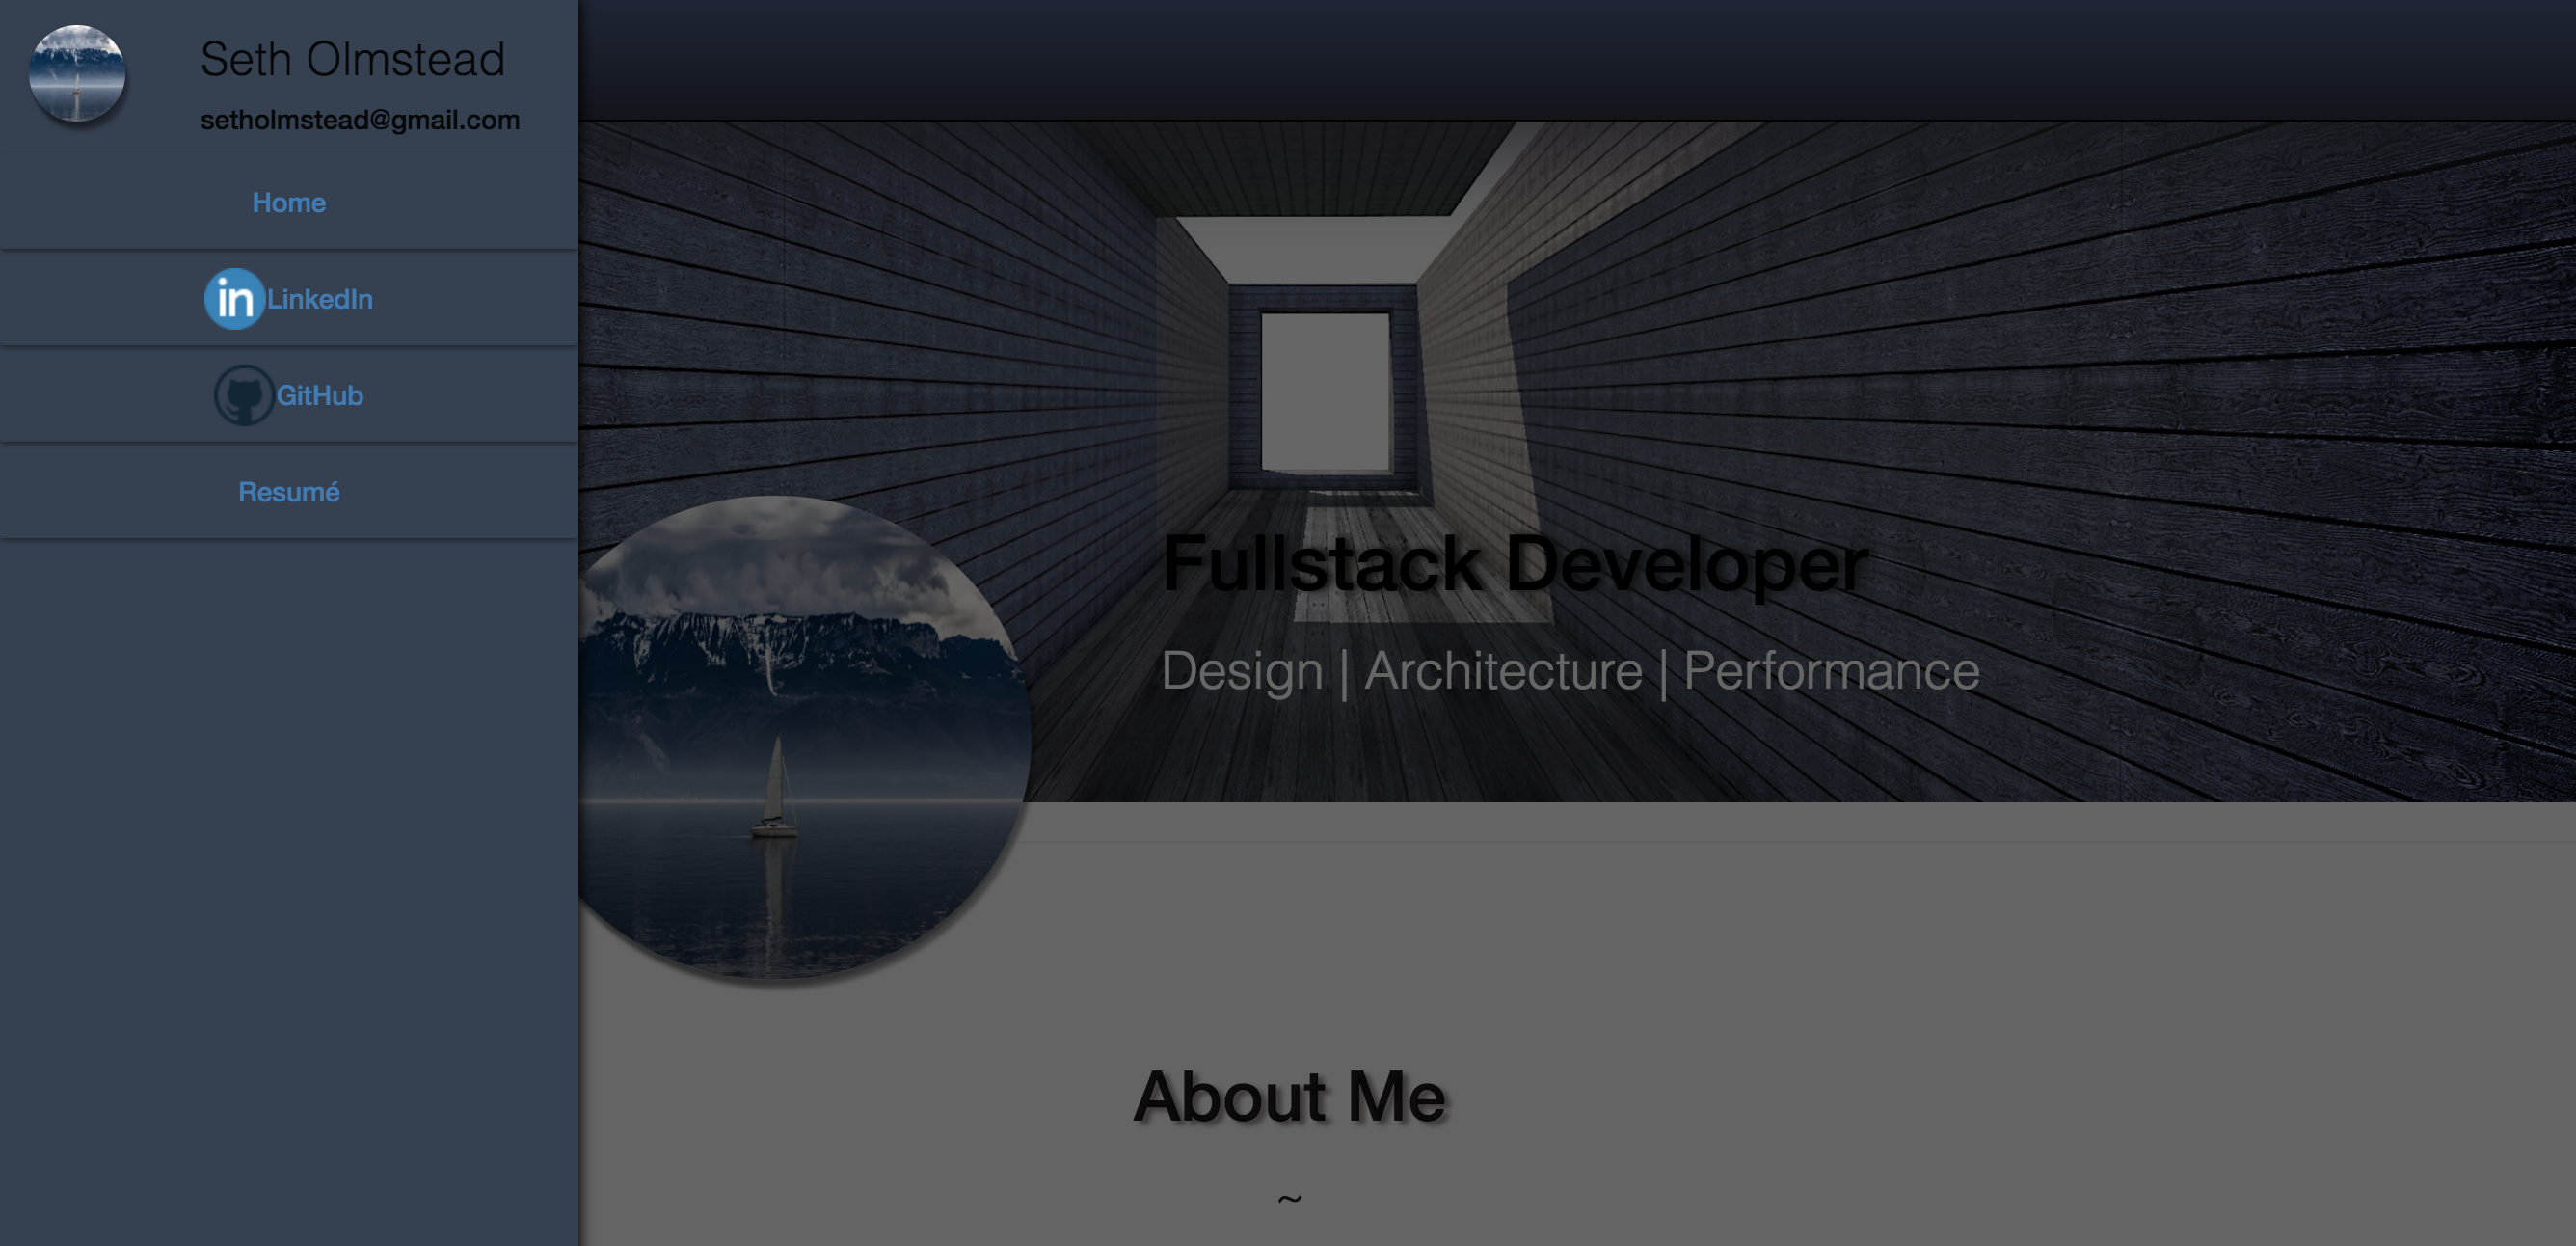 Seth Olmstead
setholmstead@gmail.com
Home
in LinkedIn
GitHub
Resumé
Fullstack Developer
Design | Architecture | Performance
About Me
~